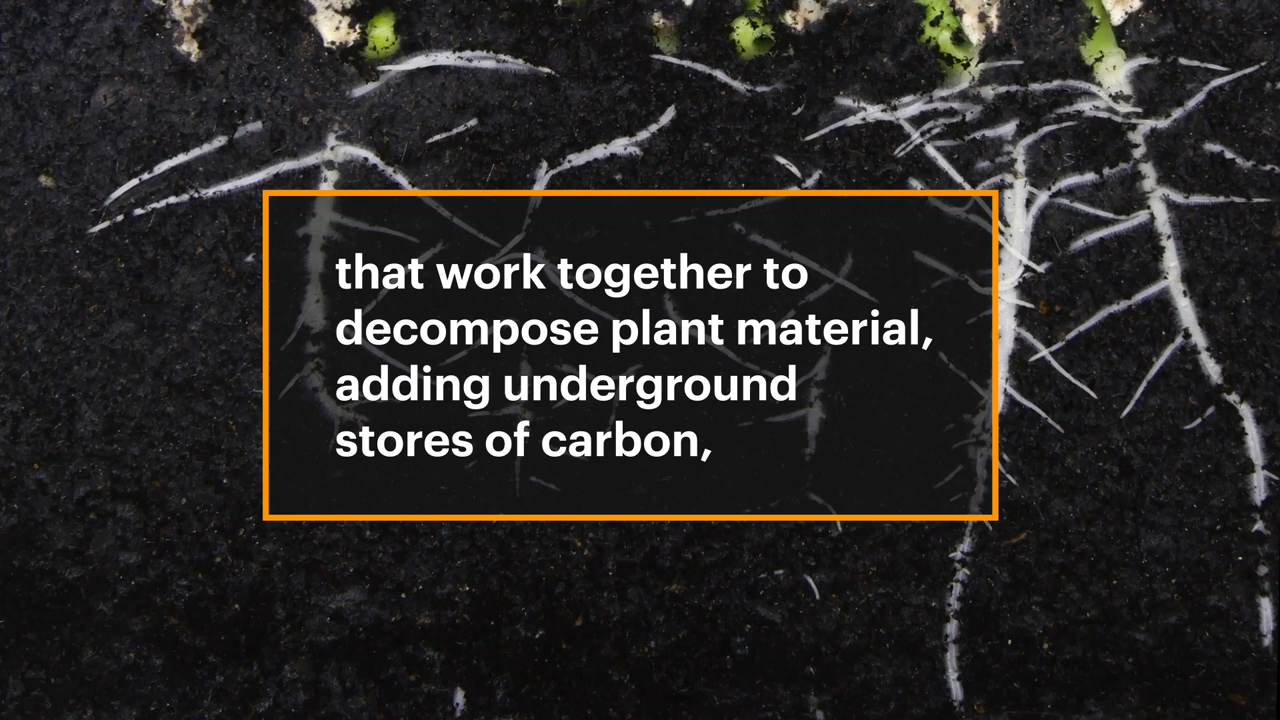 that work together to
decompose plant material,
adding underground
stores of carbon,